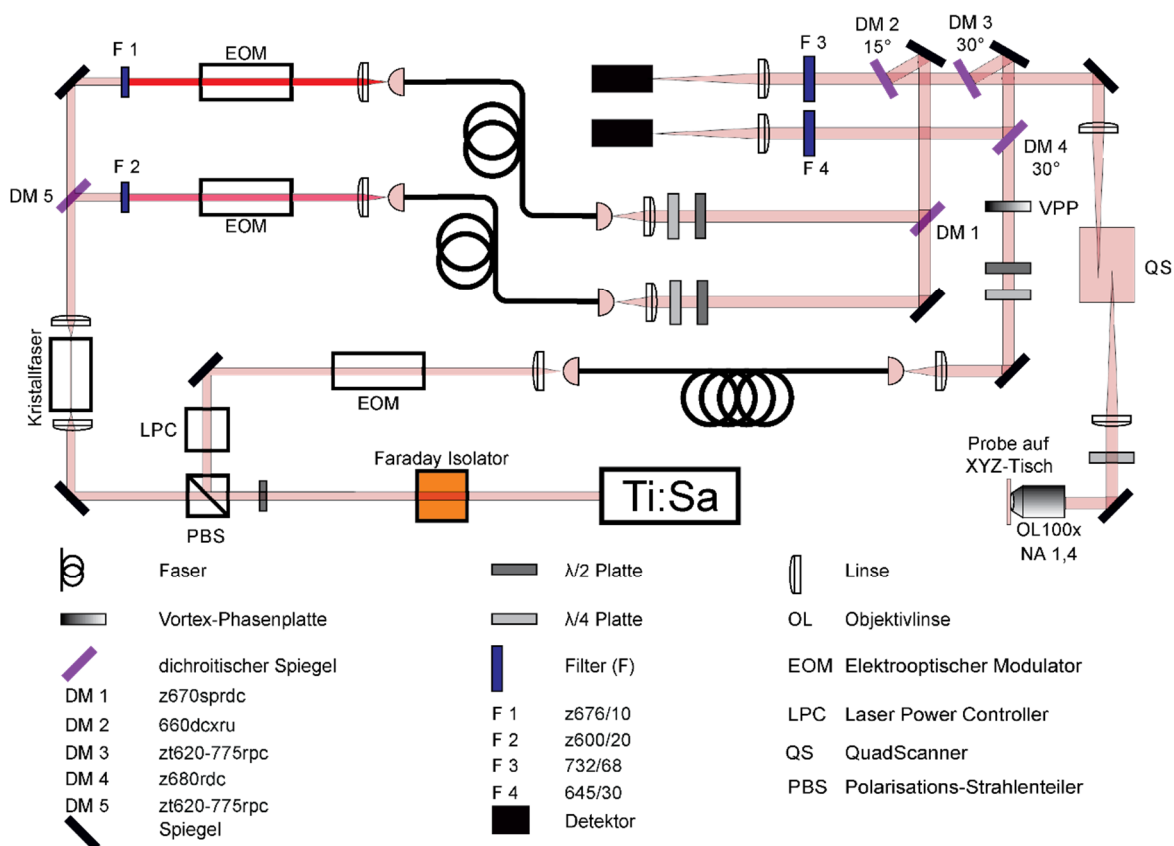 F 1
EOM
F 3
DM 2
15°
DM 3
30°
F 2
DM 5
EOM
F 4
DM 4
30°
VPP
DM 1
QS
Kristallfaser
EOM
LPC
Faraday Isolator
Ti:Sa
PBS
Probe auf
XYZ-Tisch
OL100x
NA 1,4
Faser
λ/2 Platte
Linse
Vortex-Phasenplatte
λ/4 Platte
OL Objektivlinse
dichroitischer Spiegel
Filter (F)
EOM Elektrooptischer Modulator
DM 1 z670sprdc
F 1 z676/10
LPC Laser Power Controller
DM 2 660dcxru
F 2 z600/20
QS QuadScanner
DM 3 zt620-775rpc
F 3 732/68
PBS Polarisations-Strahlenteiler
DM 4 z680rdc
F 4 645/30
DM 5 zt620-775rpc
Detektor
Spiegel